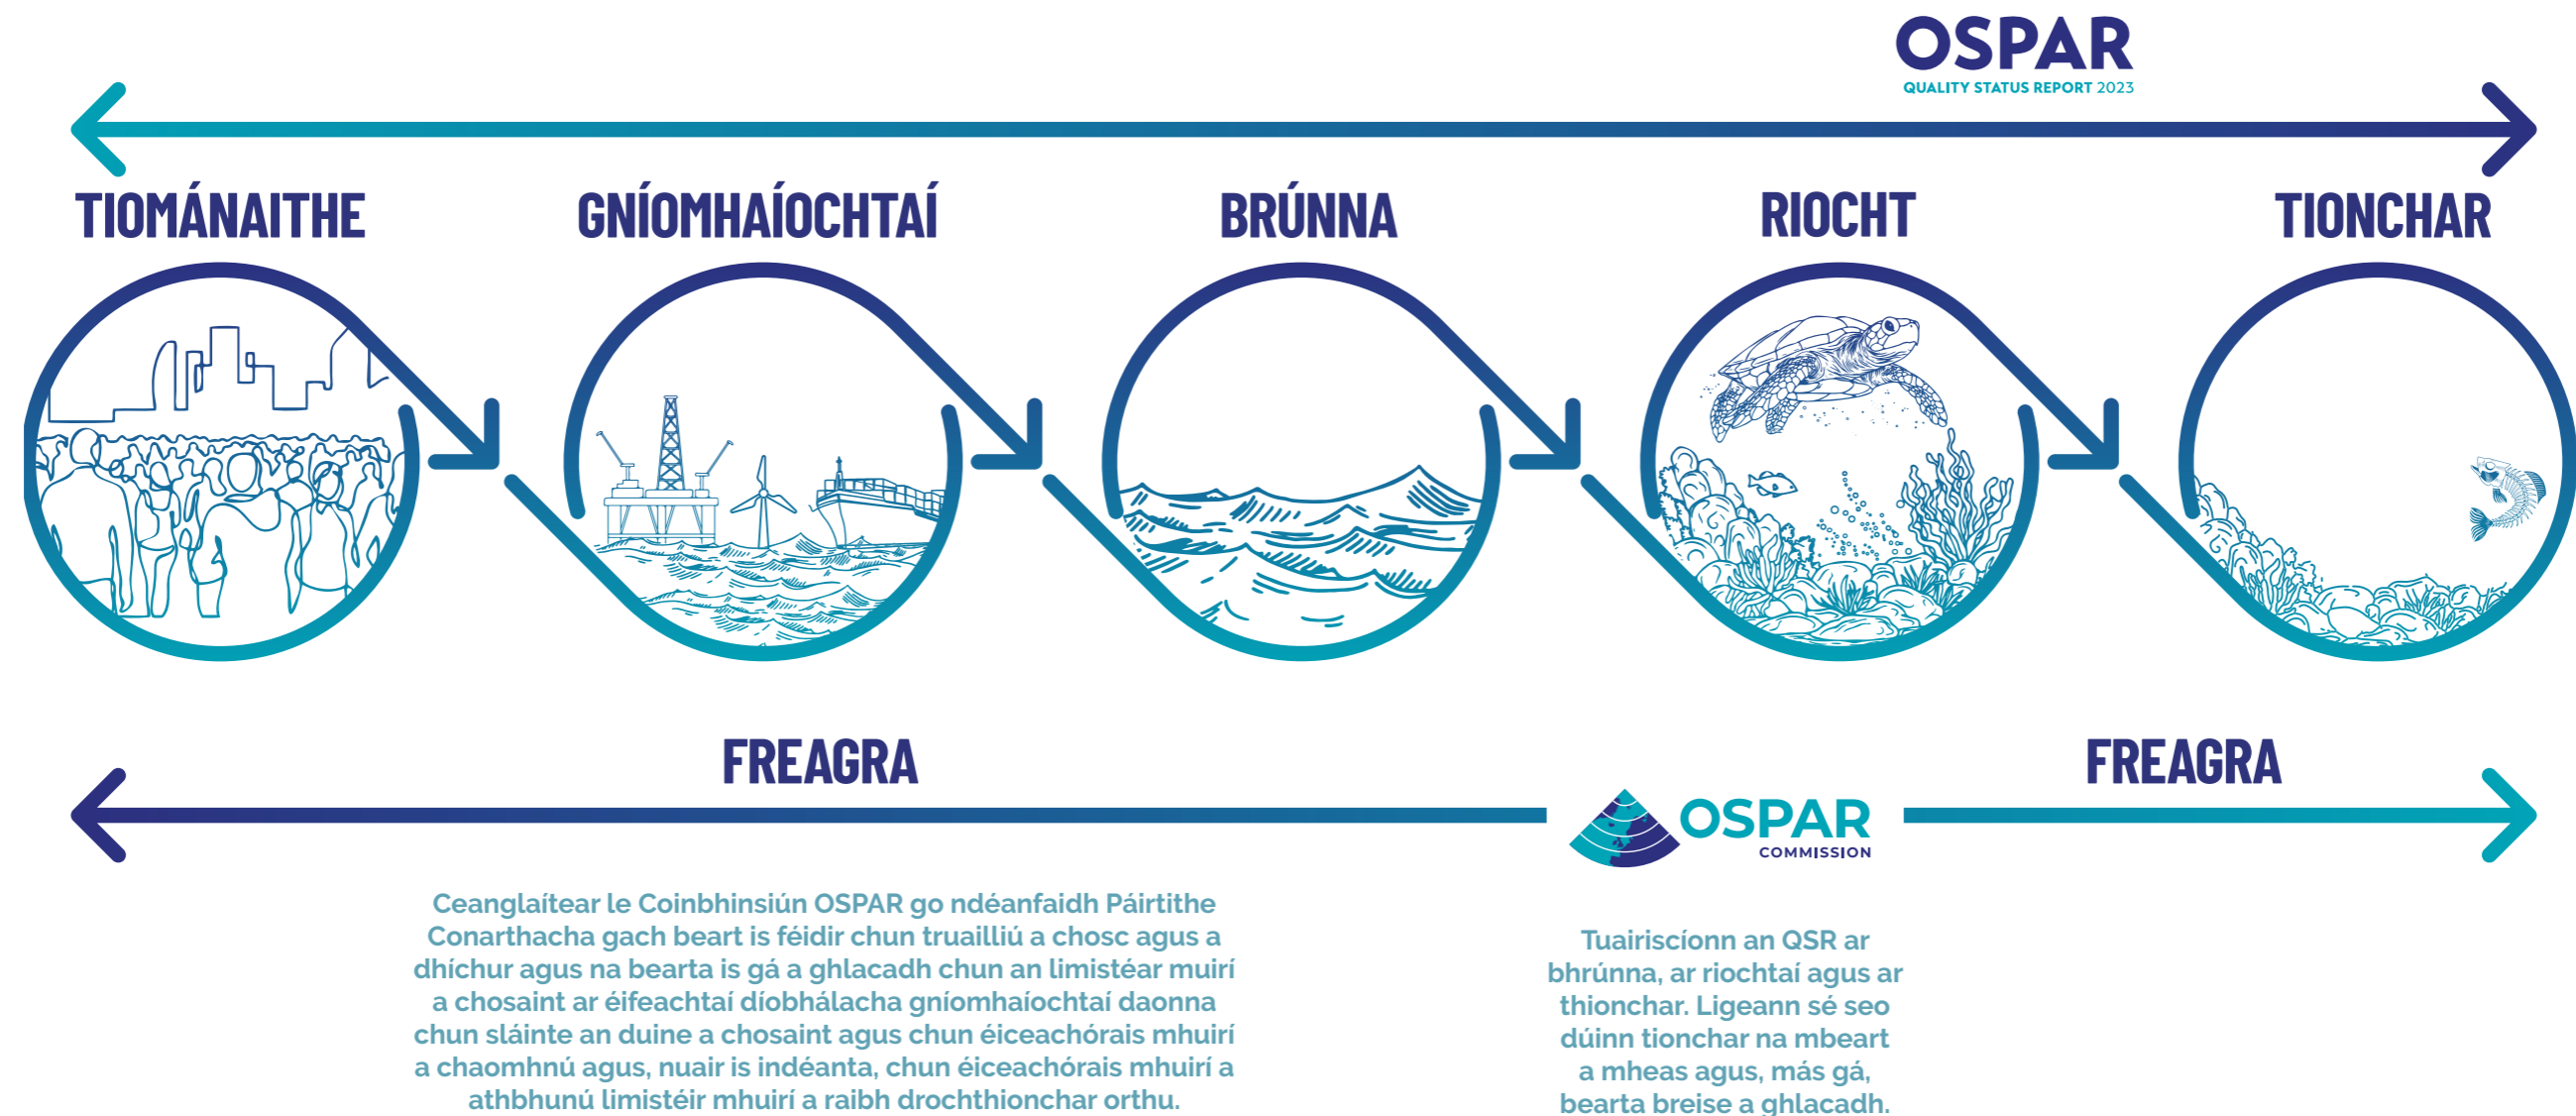 OSPAR
QUALITY STATUS REPORT 2023
TIOMÁNAITHE
GNÍOMHAÍOCHTAÍ
BRÚNNA
RIOCHT
TIONCHAR
FREAGRA
FREAGRA
OSPAR
COMMISSION
Ceanglaítear le Coinbhinsiún OSPAR go ndéanfaidh Páirtithe
Conarthacha gach beart is féidir chun truailliú a chosc agus a
dhíchur agus na bearta is gá a ghlacadh chun an limistéar muirí
a chosaint ar éifeachtaí díobhálacha gníomhaíochtaí daonna
chun sláinte an duine a chosaint agus chun éiceachórais mhuirí
a chaomhnú agus, nuair is indéanta, chun éiceachórais mhuirí a
athbhunú limistéir mhuirí a raibh drochthionchar orthu.
Tuairiscíonn an QSR ar
bhrúnna, ar riochtaí agus ar
thionchar. Ligeann sé seo
dúinn tionchar na mbeart
a mheas agus, más gá,
bearta breise a ghlacadh.